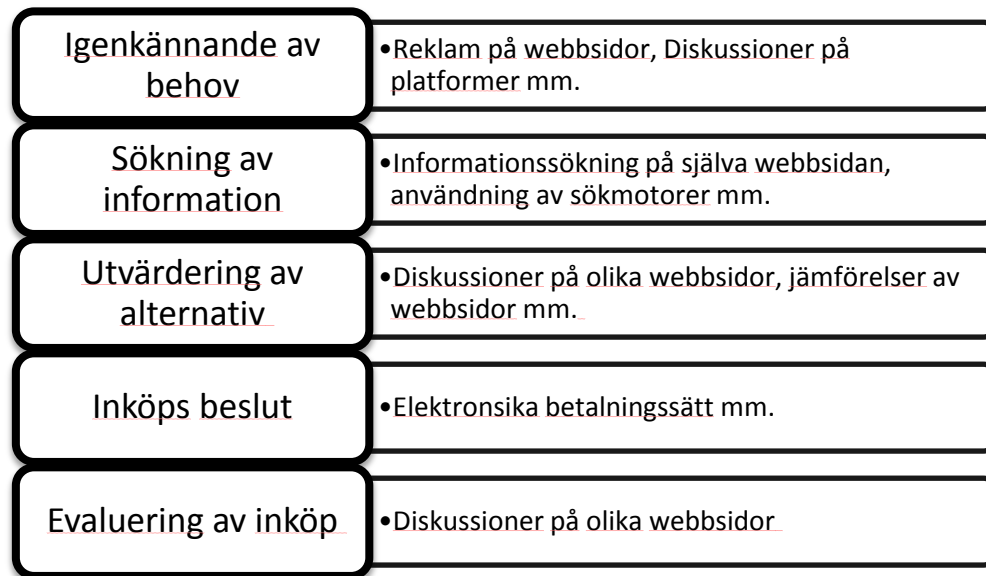 Igenkännande av
behov
•Reklam på webbsidor, Diskussioner på
platformer mm.
Sökning av
information
•Informationssökning på själva webbsidan,
användning av sökmotorer mm.
Utvärdering av
alternativ
•Diskussioner på olika webbsidor, jämförelser av
webbsidor mm.
Inköps beslut
•Elektronsika betalningssätt mm.
Evaluering av inköp
•Diskussioner på olika webbsidor